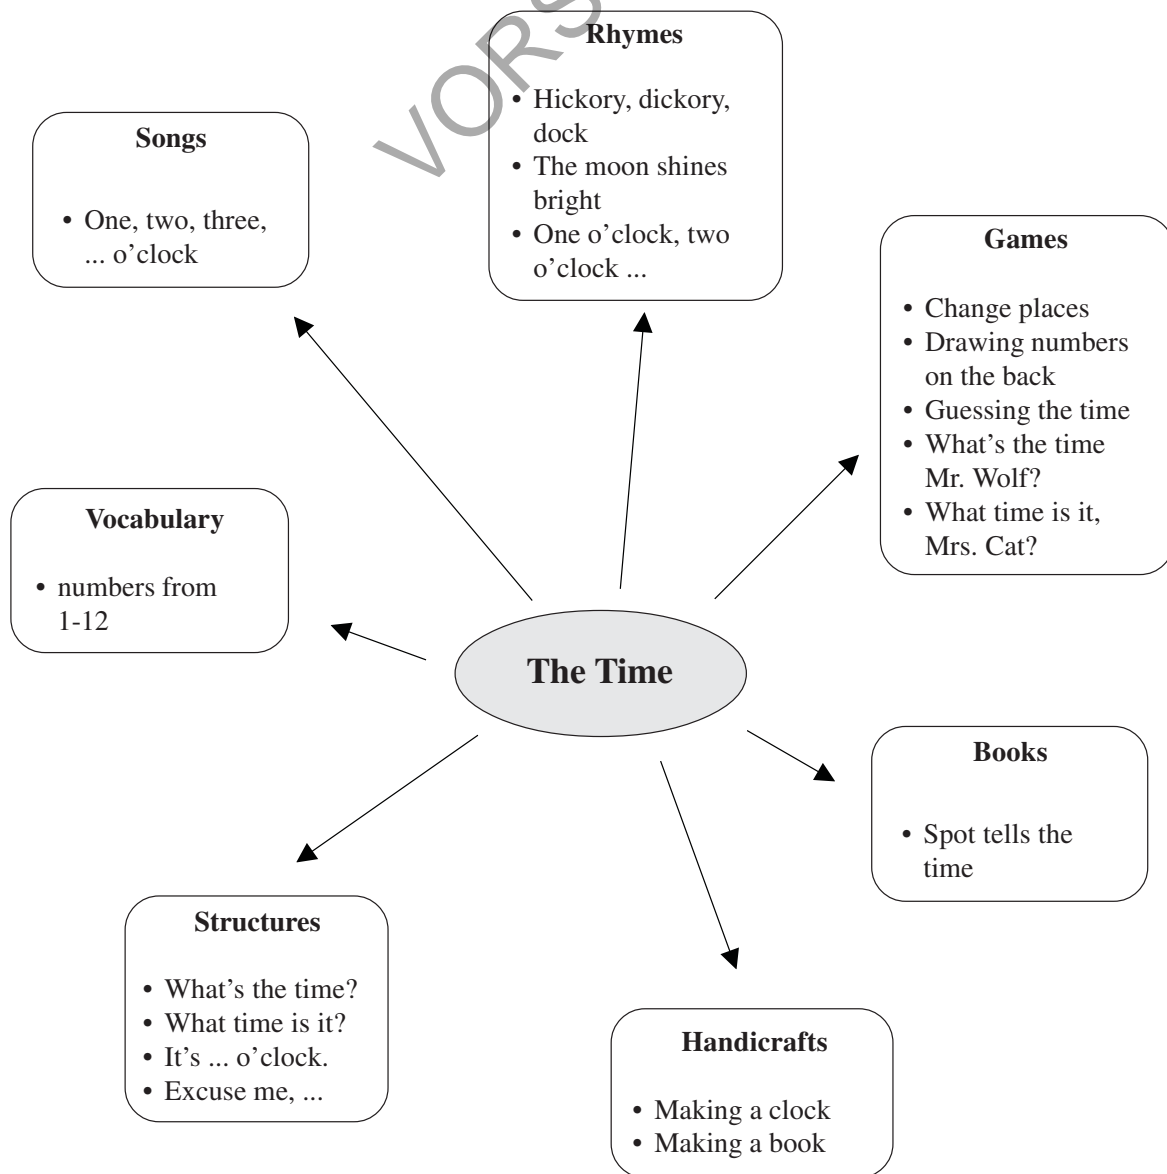 VORS
Rhymes
• Hickory, dickory,
dock
• The moon shines
bright
• One o’clock, two
o’clock ...
Songs
• One, two, three,
... o’clock
Games
• Change places
• Drawing numbers
on the back
• Guessing the time
• What’s the time
Mr. Wolf?
• What time is it,
Mrs. Cat?
Vocabulary
• numbers from
1-12
The Time
Books
• Spot tells the
time
Structures
• What’s the time?
• What time is it?
• It’s ... o’clock.
• Excuse me, ...
Handicrafts
• Making a clock
• Making a book